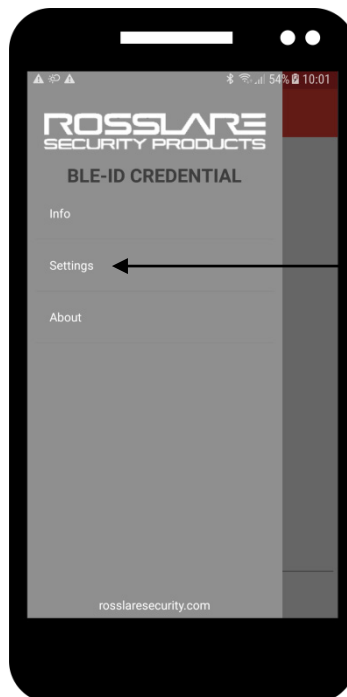 54% 10:01
ROSSLARE
SECURITY PRODUCTS
BLE-ID CREDENTIAL
Info
Settings
About
rosslaresecurity.com